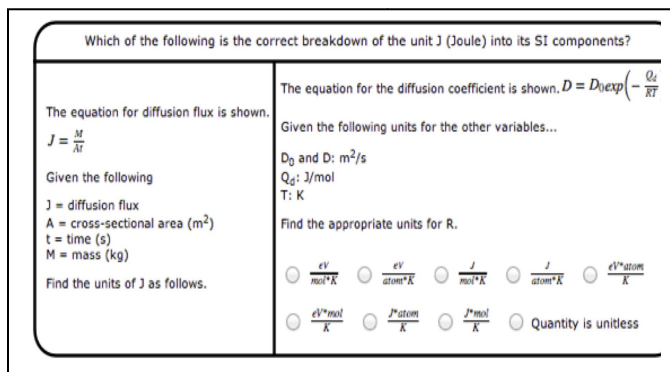 Which of the following is the correct breakdown of the unit J (Joule) into its SI components?
The equation for diffusion flux is shown.
J = M/At
Given the following
J = diffusion flux
A = cross-sectional area (m²)
t = time (s)
M = mass (kg)
Find the units of J as follows.
The equation for the diffusion coefficient is shown. D = D₀exp(− Q_d/RT
Given the following units for the other variables...
D₀ and D: m²/s
Q_d: J/mol
T: K
Find the appropriate units for R.
eV/mol*K eV/atom*K J/mol*K J/atom*K eV*atom/K
eV*mol/K J*atom/K J*mol/K Quantity is unitless